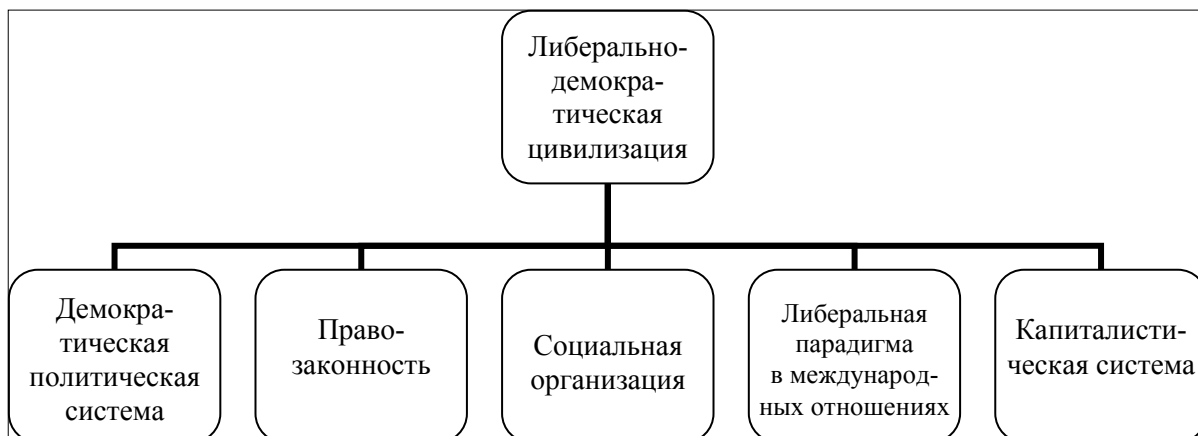 Либерально-
демокра-
тическая
цивилизация
Демокра-
тическая
политическая
система
Право-
законность
Социальная
организация
Либеральная
парадигма
в международ-
ных отношениях
Капиталисти-
ческая система